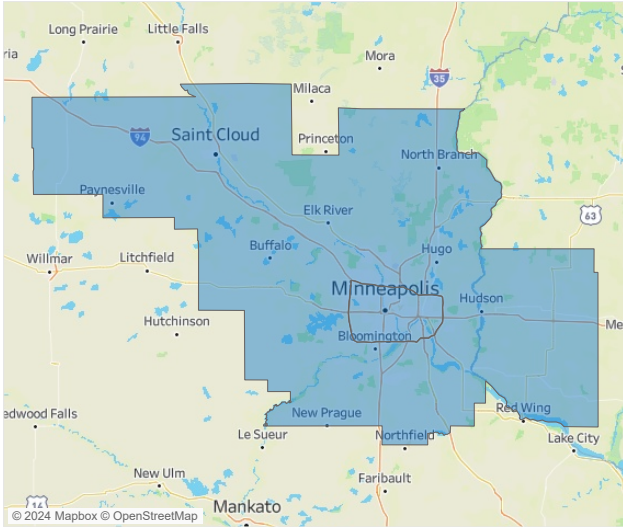 Long Prairie
Little Falls
Mora
Milaca
35
94
Saint Cloud
Princeton
North Branch
Paynesville
Elk River
63
Buffalo
Hugo
Willmar
Litchfield
Minneapolis
Hudson
Hutchinson
Me
Bloomington
edwood Falls
New Prague
Red Wing
Le Sueur
Northfield
Lake City
New Ulm
Faribault
16
Mankato
© 2024 Mapbox © OpenStreetMap